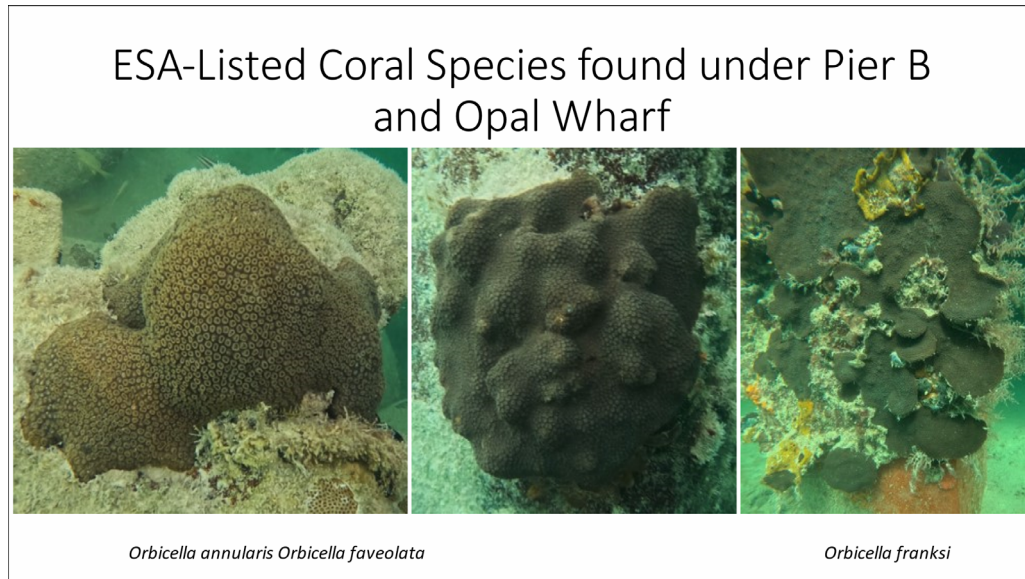 ESA-Listed Coral Species found under Pier B
and Opal Wharf
Orbicella annularis Orbicella faveolata
Orbicella franksi